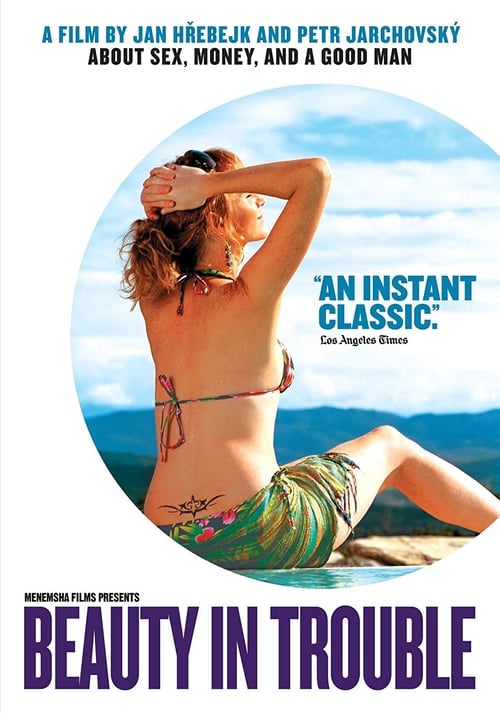 A FILM BY JAN HŘEBEJK AND PETR JARCHOVSKÝ
ABOUT SEX, MONEY, AND A GOOD MAN
"AN INSTANT
CLASSIC."
Los Angeles Times
MENEMSHA FILMS PRESENTS
BEAUTY IN TROUBLE